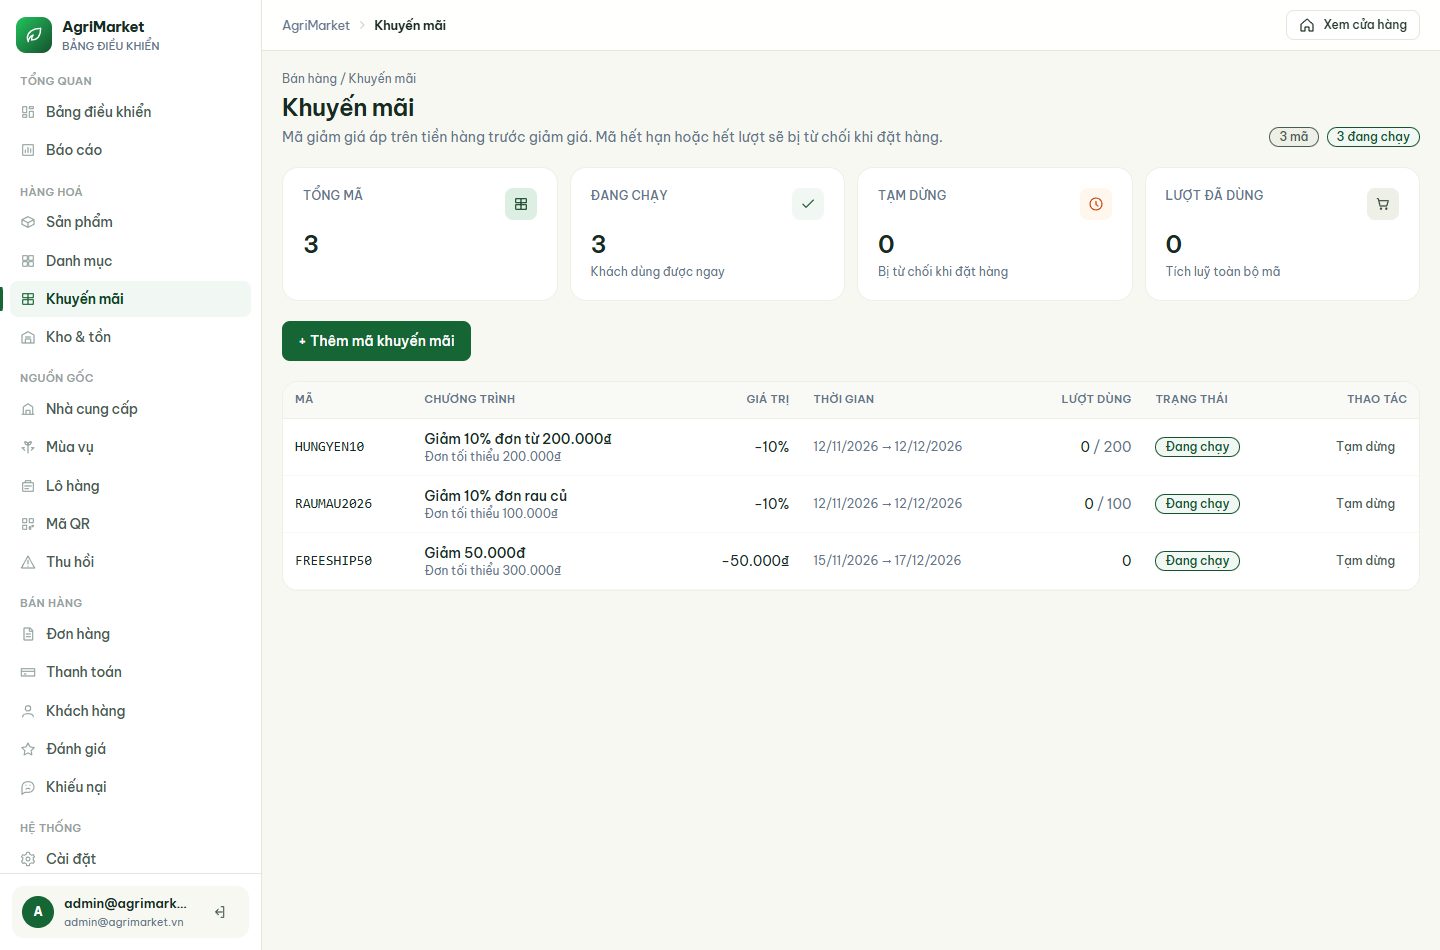 AgriMarket
BẢNG ĐIỀU KHIỂN
TỔNG QUAN
Bảng điều khiển
Báo cáo
HÀNG HOÁ
Sản phẩm
Danh mục
Khuyến mãi
Kho & tồn
NGUỒN GỐC
Nhà cung cấp
Mùa vụ
Lô hàng
Mã QR
Thu hồi
BÁN HÀNG
Đơn hàng
Thanh toán
Khách hàng
Đánh giá
Khiếu nại
HỆ THỐNG
Cài đặt
A
admin@agrimark...
admin@agrimarket.vn
AgriMarket > Khuyến mãi
Xem cửa hàng
Bán hàng / Khuyến mãi
Khuyến mãi
Mã giảm giá áp trên tiền hàng trước giảm giá. Mã hết hạn hoặc hết lượt sẽ bị từ chối khi đặt hàng.
3 mã
3 đang chạy
TỔNG MÃ
3
ĐANG CHẠY
3
Khách dùng được ngay
TẠM DỪNG
0
Bị từ chối khi đặt hàng
LƯỢT ĐÃ DÙNG
0
Tích luỹ toàn bộ mã
+ Thêm mã khuyến mãi
MÃ CHƯƠNG TRÌNH GIÁ TRỊ THỜI GIAN LƯỢT DÙNG TRẠNG THÁI THAO TÁC
HUNGYEN10 Giảm 10% đơn từ 200.000₫ −10% 12/11/2026 → 12/12/2026 0 / 200 Đang chạy Tạm dừng
Đơn tối thiểu 200.000₫
RAUMAU2026 Giảm 10% đơn rau củ −10% 12/11/2026 → 12/12/2026 0 / 100 Đang chạy Tạm dừng
Đơn tối thiểu 100.000₫
FREESHIP50 Giảm 50.000đ −50.000₫ 15/11/2026 → 17/12/2026 0 Đang chạy Tạm dừng
Đơn tối thiểu 300.000₫